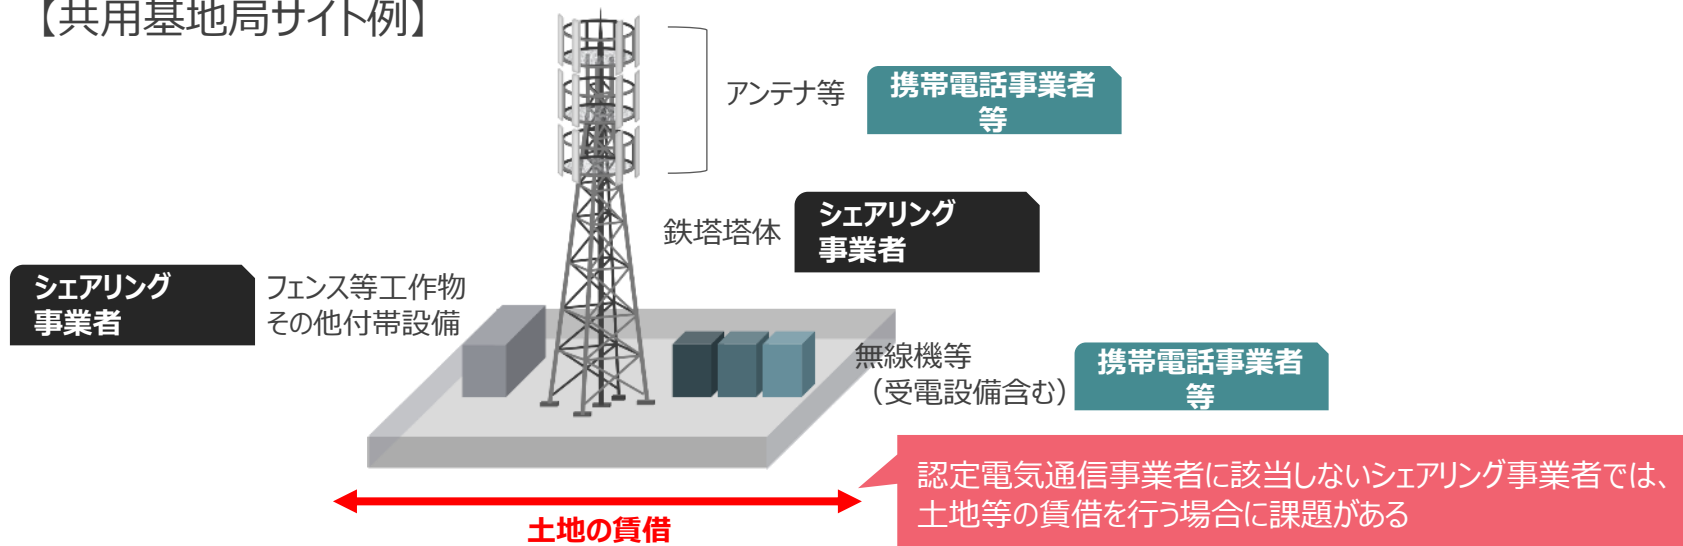 【共用基地局サイト例】
アンテナ等
携帯電話事業者
等
鉄塔塔体
シェアリング
事業者
シェアリング
事業者
フェンス等工作物
その他付帯設備
無線機等
（受電設備含む）
携帯電話事業者
等
認定電気通信事業者に該当しないシェアリング事業者では、
土地等の賃借を行う場合に課題がある
土地の賃借